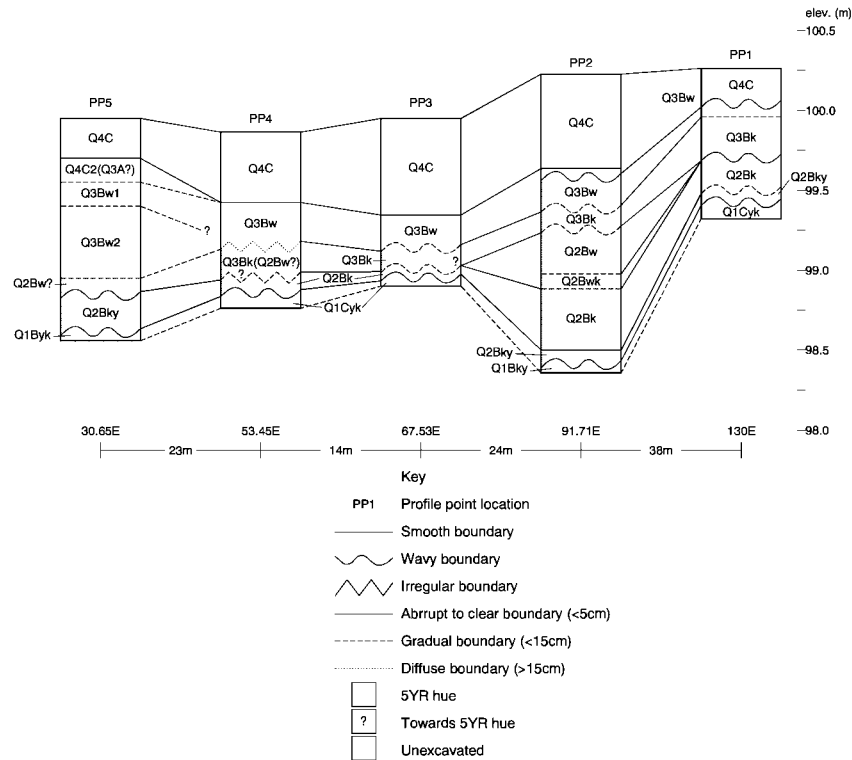 elev. (m)
100.5
PP1
PP2
PP5
PP4
PP3
Q4C
Q3Bw
100.0
Q4C
Q4C
Q4C
Q4C
Q3Bk
Q4C2(Q3A?)
Q2Bk
Q2Bky
99.5
Q3Bw1
Q3Bw
Q1Cyk
Q3Bw
Q3Bw
Q3Bk
?
Q3Bw2
Q3Bk
Q2Bw
Q3Bk(Q2Bw?)
?
99.0
?
Q2Bk
Q2Bw?
Q2Bwk
Q2Bky
Q1Cyk
Q2Bk
Q1Byk
Q2Bky
98.5
Q1Bky
30.65E 53.45E 67.53E 91.71E 130E
98.0
23m 14m 24m 38m
Key
PP1 Profile point location
Smooth boundary
Wavy boundary
Irregular boundary
Abrrupt to clear boundary (<5cm)
Gradual boundary (<15cm)
Diffuse boundary (>15cm)
5YR hue
? Towards 5YR hue
Unexcavated